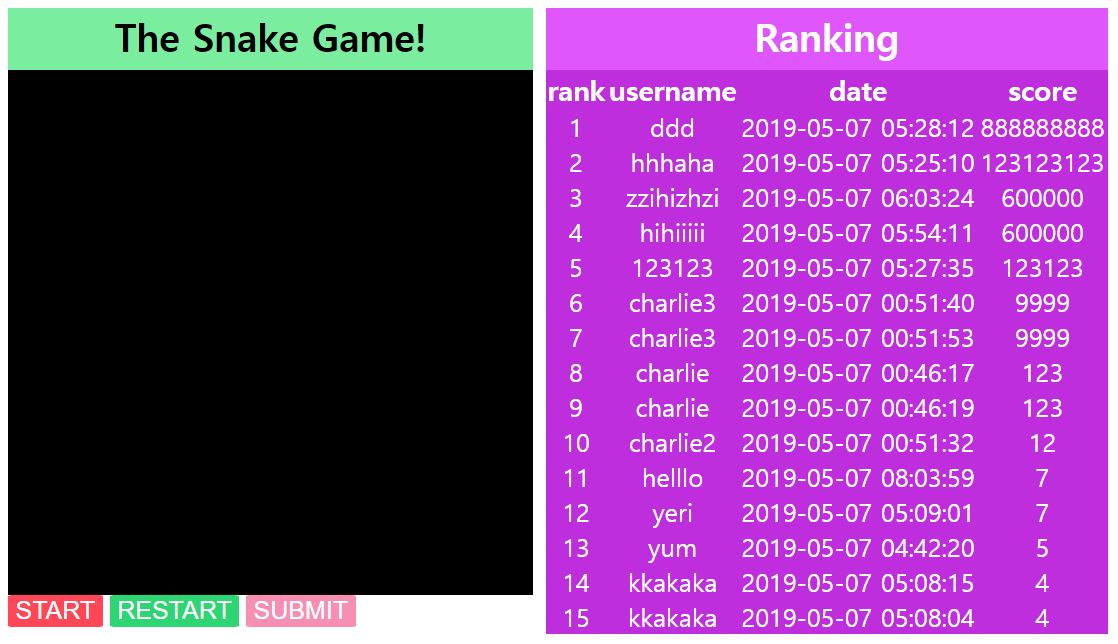 The Snake Game!
START RESTART SUBMIT
Ranking
rank username date score
1 ddd 2019-05-07 05:28:12 888888888
2 hhhaha 2019-05-07 05:25:10 123123123
3 zzihizhzi 2019-05-07 06:03:24 600000
4 hihiiiii 2019-05-07 05:54:11 600000
5 123123 2019-05-07 05:27:35 123123
6 charlie3 2019-05-07 00:51:40 9999
7 charlie3 2019-05-07 00:51:53 9999
8 charlie 2019-05-07 00:46:17 123
9 charlie 2019-05-07 00:46:19 123
10 charlie2 2019-05-07 00:51:32 12
11 helllo 2019-05-07 08:03:59 7
12 yeri 2019-05-07 05:09:01 7
13 yum 2019-05-07 04:42:20 5
14 kkakaka 2019-05-07 05:08:15 4
15 kkakaka 2019-05-07 05:08:04 4